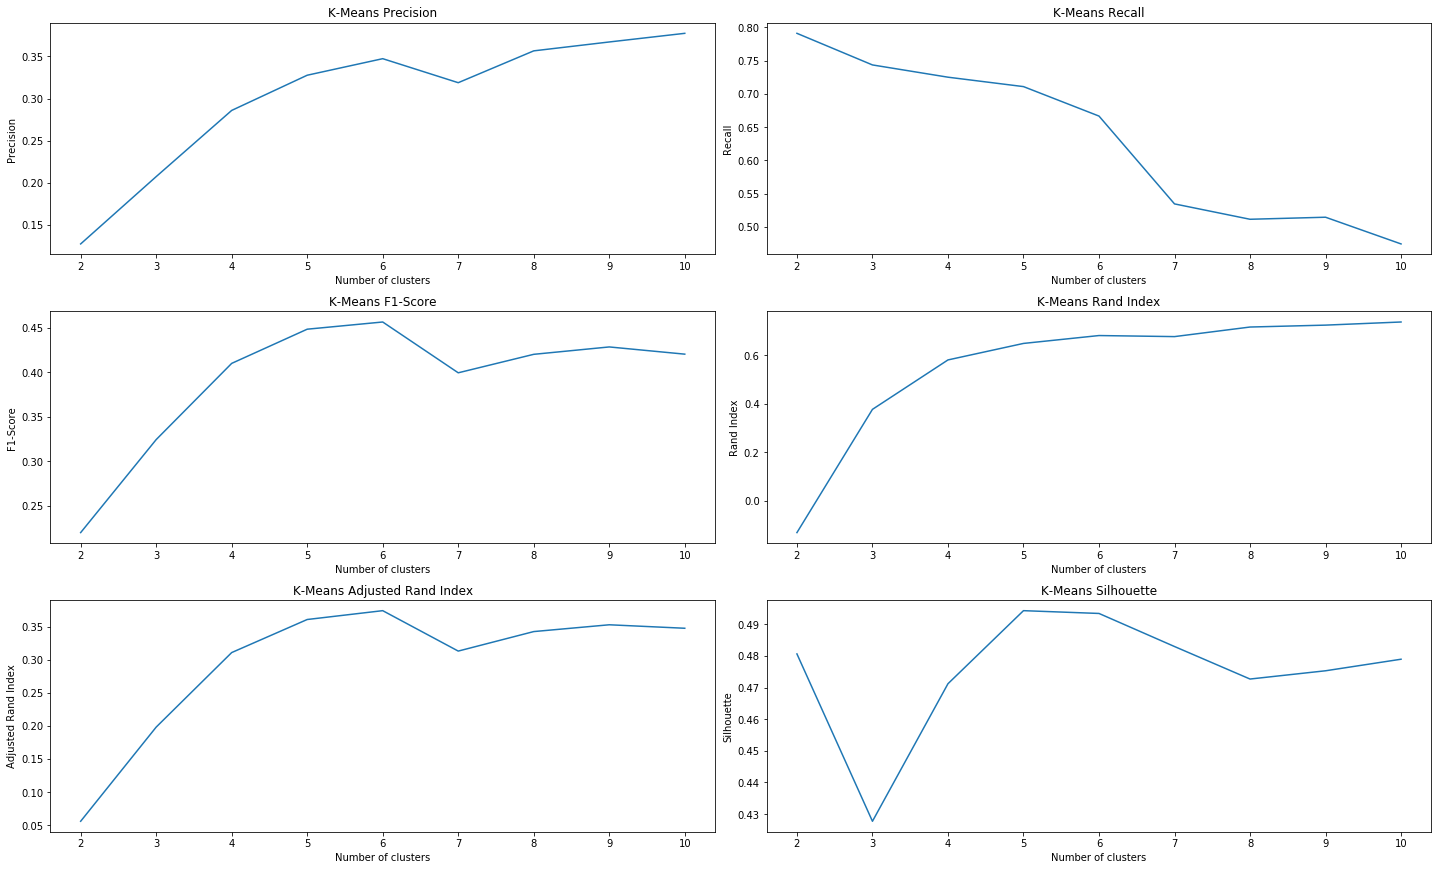 K-Means Precision
Precision
0.35
0.30
0.25
0.20
0.15
2 3 4 5 6 7 8 9 10
Number of clusters
K-Means Recall
Recall
0.80
0.75
0.70
0.65
0.60
0.55
0.50
2 3 4 5 6 7 8 9 10
Number of clusters
K-Means F1-Score
F1-Score
0.45
0.40
0.35
0.30
0.25
2 3 4 5 6 7 8 9 10
Number of clusters
K-Means Rand Index
Rand Index
0.6
0.4
0.2
0.0
2 3 4 5 6 7 8 9 10
Number of clusters
K-Means Adjusted Rand Index
Adjusted Rand Index
0.35
0.30
0.25
0.20
0.15
0.10
0.05
2 3 4 5 6 7 8 9 10
Number of clusters
K-Means Silhouette
Silhouette
0.49
0.48
0.47
0.46
0.45
0.44
0.43
2 3 4 5 6 7 8 9 10
Number of clusters